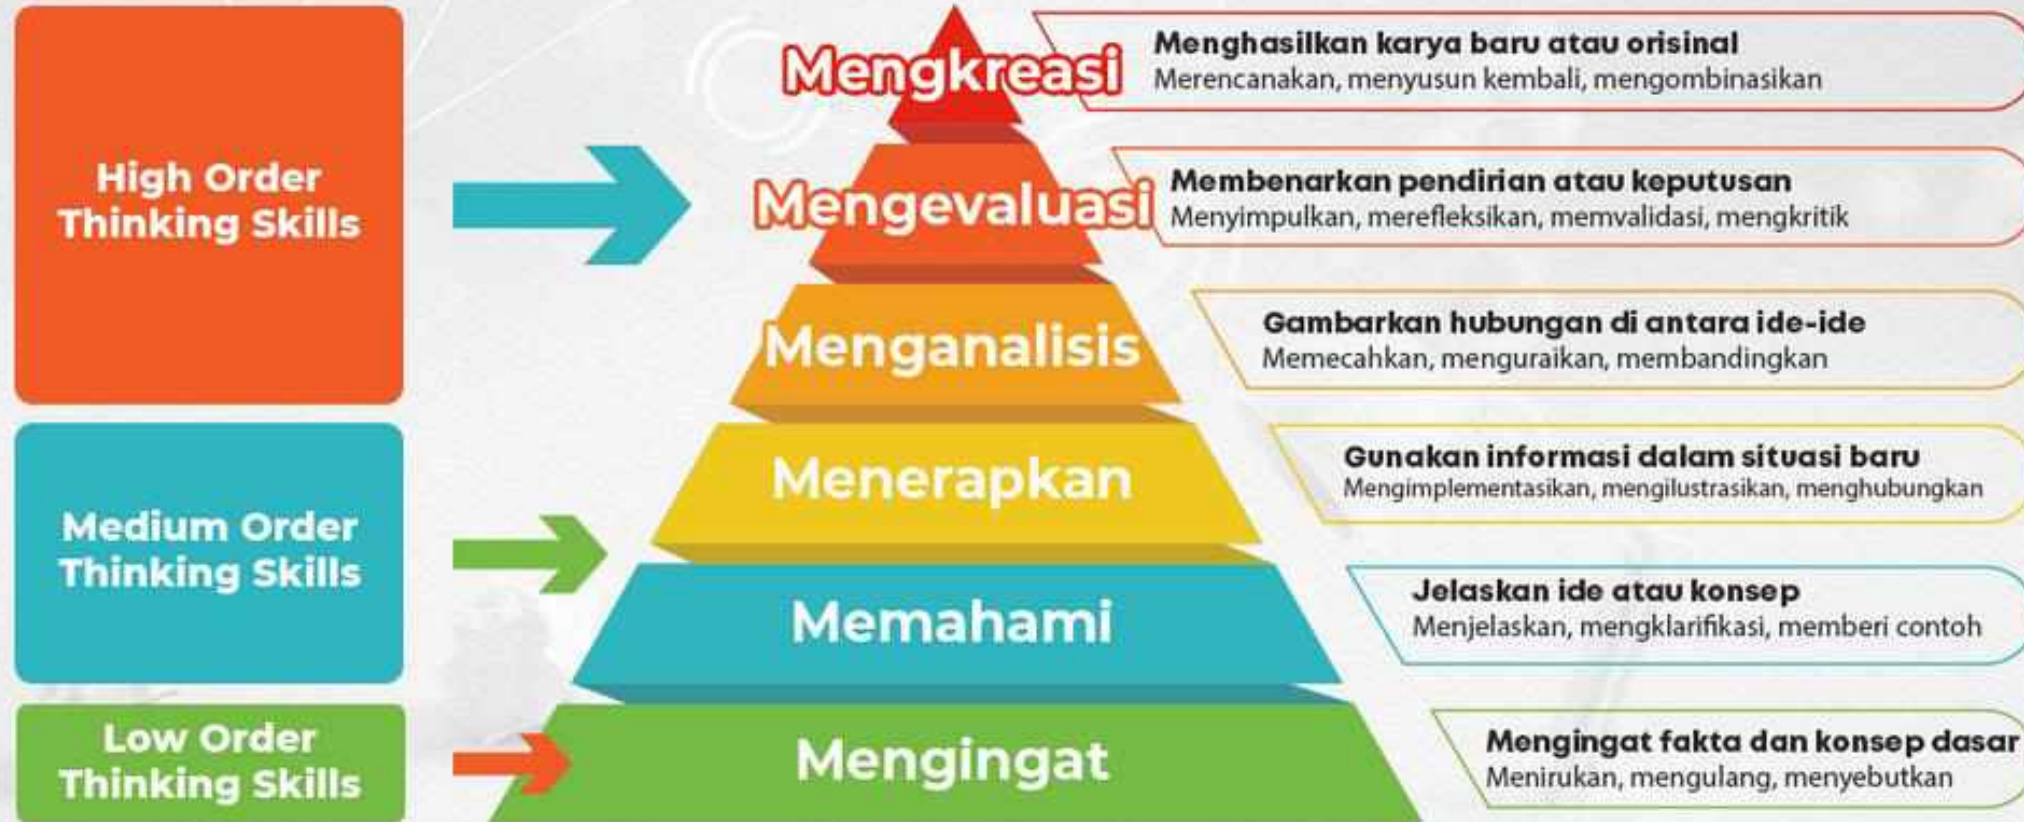 High Order
Thinking Skills
Medium Order
Thinking Skills
Low Order
Thinking Skills
Mengkreasi
Menghasilkan karya baru atau orisinal
Merencanakan, menyusun kembali, mengombinasikan
Mengevaluasi
Membenarkan pendirian atau keputusan
Menyimpulkan, merefleksikan, memvalidasi, mengkritik
Menganalisis
Gambarkan hubungan di antara ide-ide
Memecahkan, menguraikan, membandingkan
Menerapkan
Gunakan informasi dalam situasi baru
Mengimplementasikan, mengilustrasikan, menghubungkan
Memahami
Jelaskan ide atau konsep
Menjelaskan, mengklarifikasi, memberi contoh
Mengingat
Mengingat fakta dan konsep dasar
Menirukan, mengulang, menyebutkan